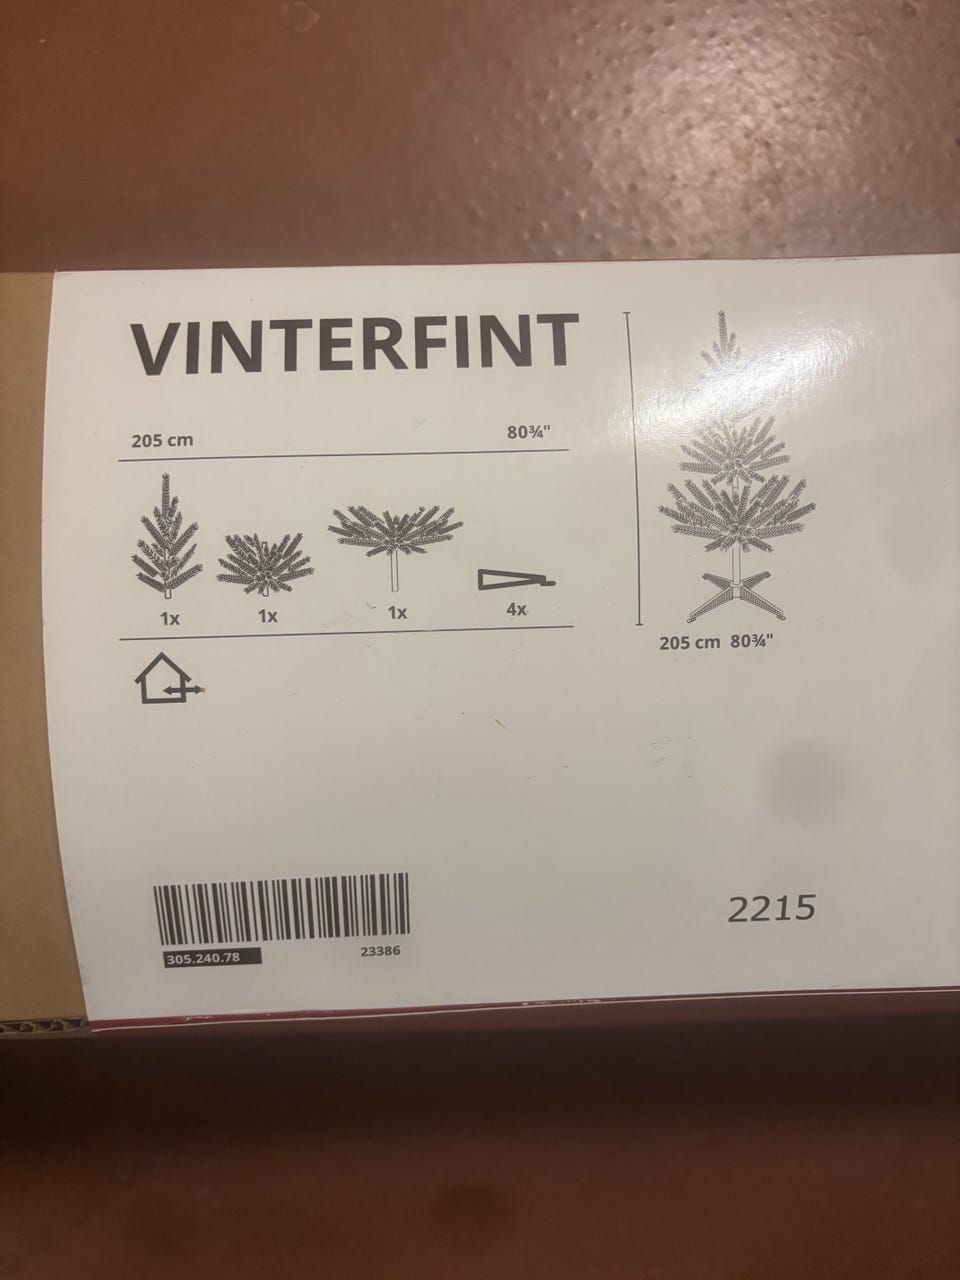 VINTERFINT
205 cm 80¾"
1x 1x 1x 4x
205 cm 80¾"
2215
305.240.78 23386